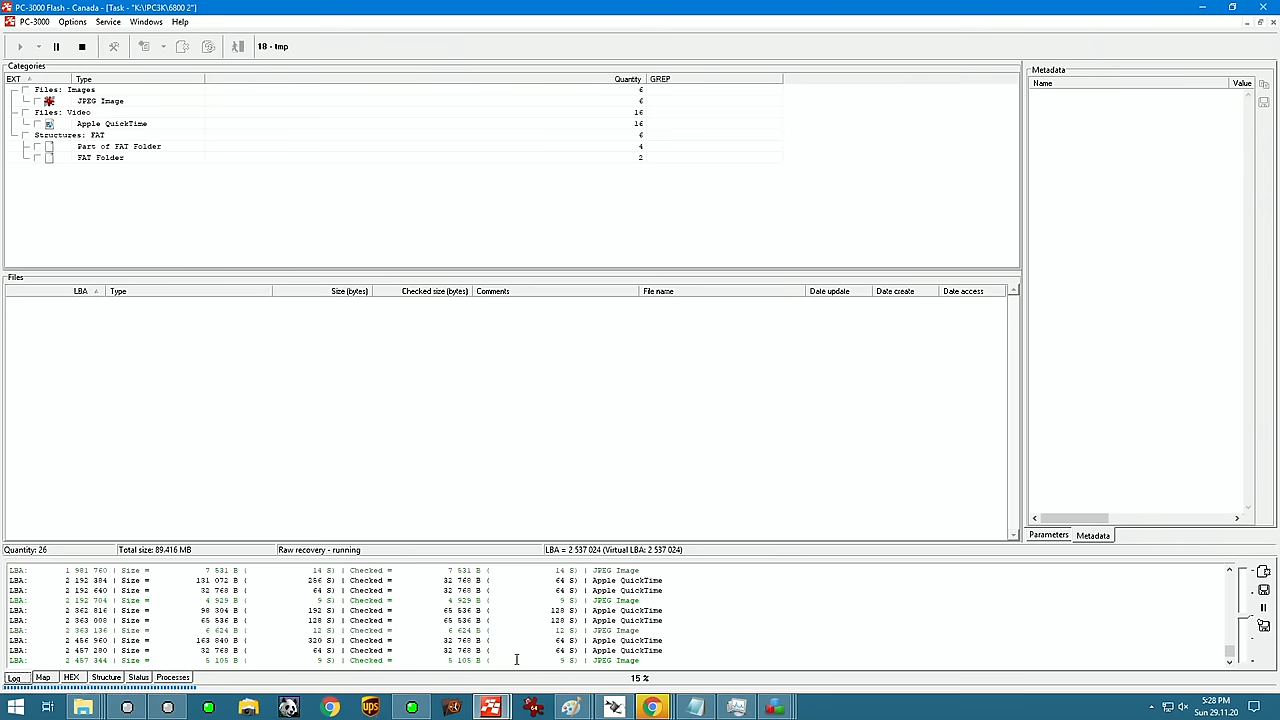 PC-3000 Flash - Canada - [Task - "K:\!PC3K\6800 2"]
PC-3000 Options Service Windows Help
18 - tmp
Categories
EXT Type Quantity GREP
Files: Images 6
JPEG Image 6
Files: Video 16
Apple QuickTime 16
Structures: FAT 6
Part of FAT Folder 4
FAT Folder 2
Metadata
Name Value
Files
LBA Type Size (bytes) Checked size (bytes) Comments File name Date update Date create Date access
Parameters Metadata
Quantity: 26 Total size: 89.416 MB Raw recovery - running LBA = 2 537 024 (Virtual LBA: 2 537 024)
LBA: 1 981 760 | Size = 7 531 B ( 14 S) | Checked = 7 531 B ( 14 S) | JPEG Image
LBA: 2 192 384 | Size = 131 072 B ( 256 S) | Checked = 32 768 B ( 64 S) | Apple QuickTime
LBA: 2 192 640 | Size = 32 768 B ( 64 S) | Checked = 32 768 B ( 64 S) | Apple QuickTime
LBA: 2 192 704 | Size = 4 929 B ( 9 S) | Checked = 4 929 B ( 9 S) | JPEG Image
LBA: 2 362 816 | Size = 98 304 B ( 192 S) | Checked = 65 536 B ( 128 S) | Apple QuickTime
LBA: 2 363 008 | Size = 65 536 B ( 128 S) | Checked = 65 536 B ( 128 S) | Apple QuickTime
LBA: 2 363 136 | Size = 6 624 B ( 12 S) | Checked = 6 624 B ( 12 S) | JPEG Image
LBA: 2 456 960 | Size = 163 840 B ( 320 S) | Checked = 32 768 B ( 64 S) | Apple QuickTime
LBA: 2 457 280 | Size = 32 768 B ( 64 S) | Checked = 32 768 B ( 64 S) | Apple QuickTime
LBA: 2 457 344 | Size = 5 105 B ( 9 S) | Checked = 5 105 B ( 9 S) | JPEG Image
Log Map HEX Structure Status Processes 15 %
ups
5:28 PM
Sun 29.11.20